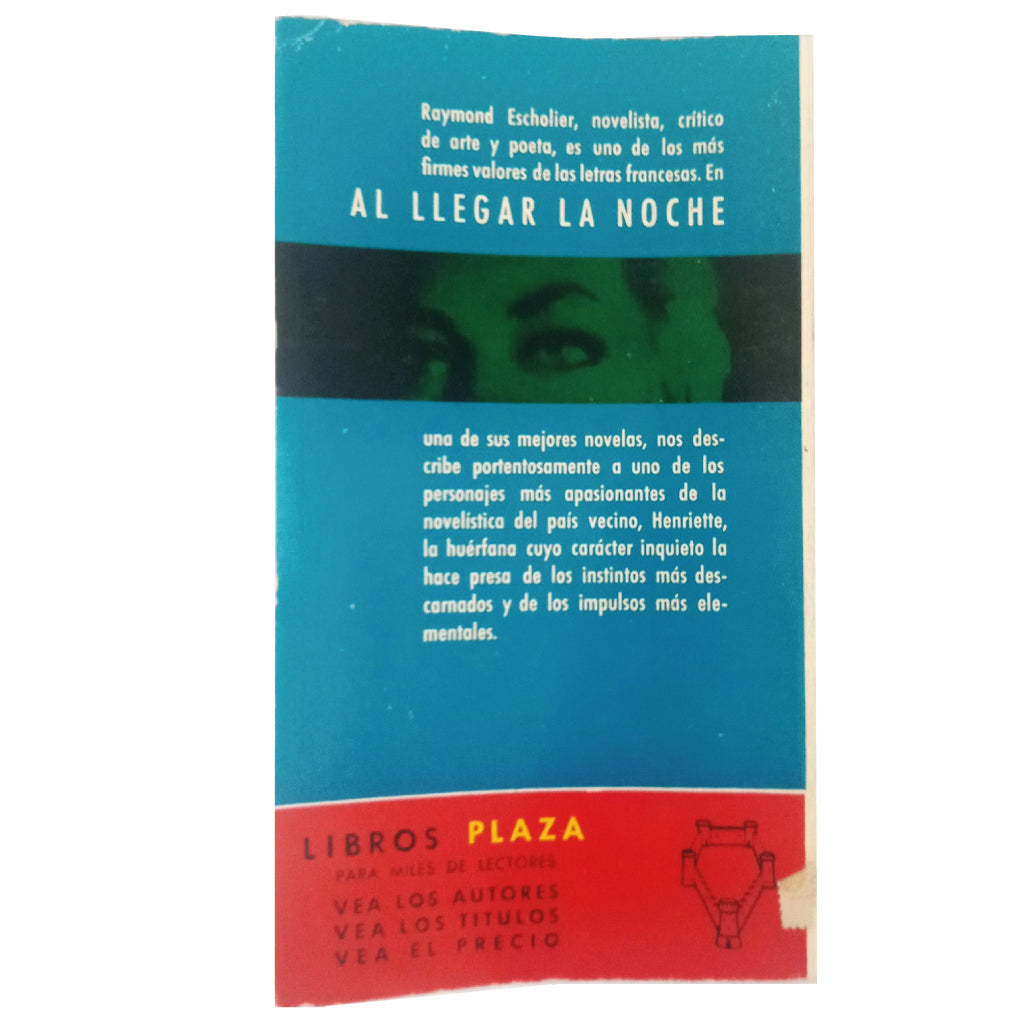 Raymond Escholier, novelista, crítico
de arte y poeta, es uno de los más
firmes valores de las letras francesas. En
AL LLEGAR LA NOCHE
una de sus mejores novelas, nos des-
cribe portentosamente a uno de los
personajes más apasionantes de la
novelística del país vecino, Henriette,
la huérfana cuyo carácter inquieto la
hace presa de los instintos más des-
carnados y de los impulsos más ele-
mentales.
LIBROS PLAZA
PARA MILES DE LECTORES
VEA LOS AUTORES
VEA LOS TITULOS
VEA EL PRECIO